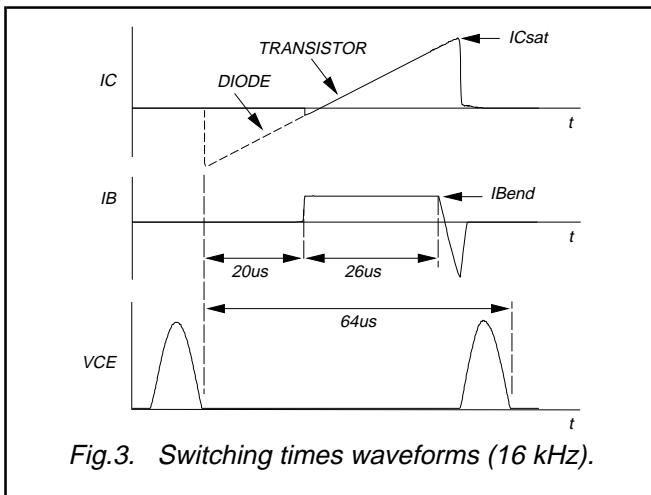 ICsat
TRANSISTOR
IC
DIODE
t
IB
IBend
t
20us
26us
64us
VCE
t
Fig.3. Switching times waveforms (16 kHz).